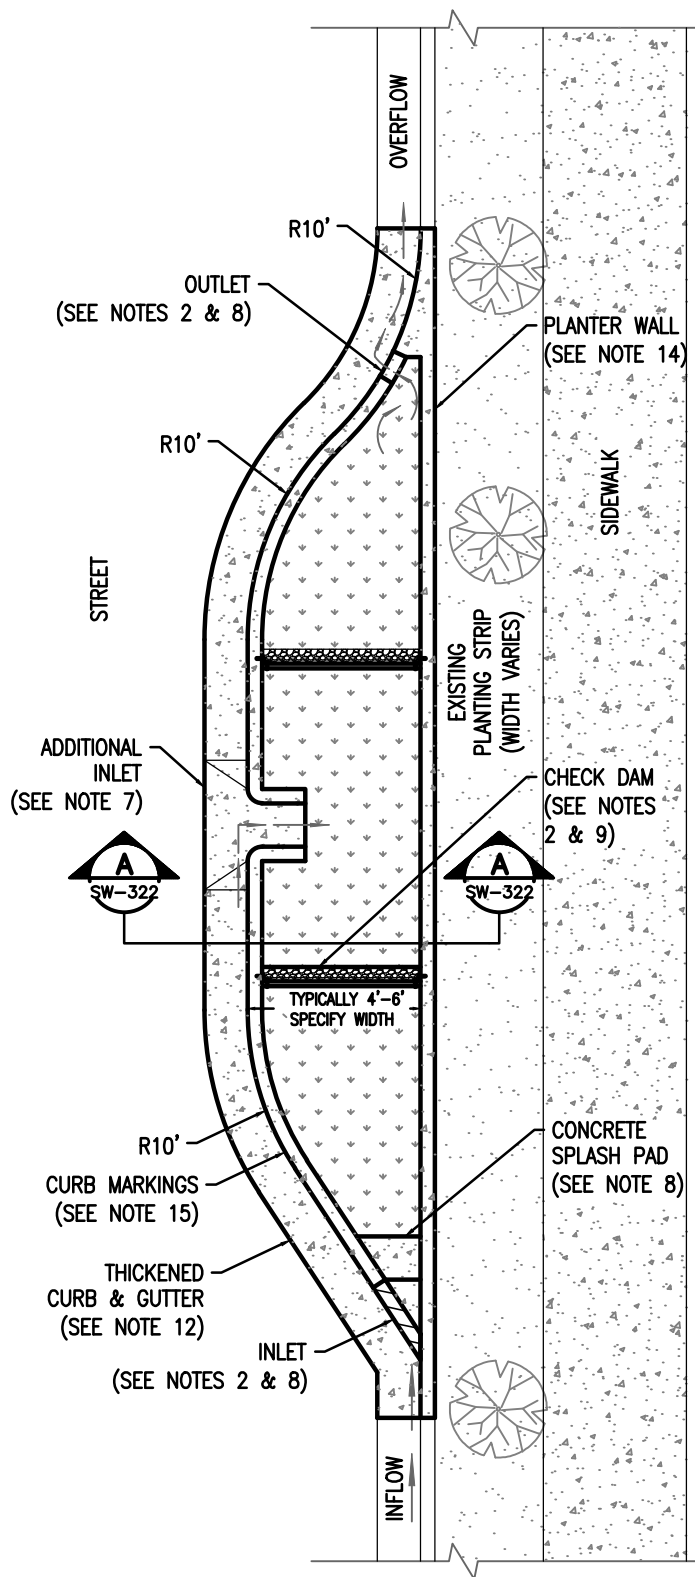 OVERFLOW
R10'
OUTLET
(SEE NOTES 2 & 8)
PLANTER WALL
(SEE NOTE 14)
R10'
SIDEWALK
STREET
EXISTING
PLANTING STRIP
(WIDTH VARIES)
ADDITIONAL
INLET
(SEE NOTE 7)
CHECK DAM
(SEE NOTES
2 & 9)
A
SW-322
A
SW-322
TYPICALLY 4'-6'
SPECIFY WIDTH
R10'
CURB MARKINGS
(SEE NOTE 15)
CONCRETE
SPLASH PAD
(SEE NOTE 8)
THICKENED
CURB & GUTTER
(SEE NOTE 12)
INLET
(SEE NOTES 2 & 8)
INFLOW